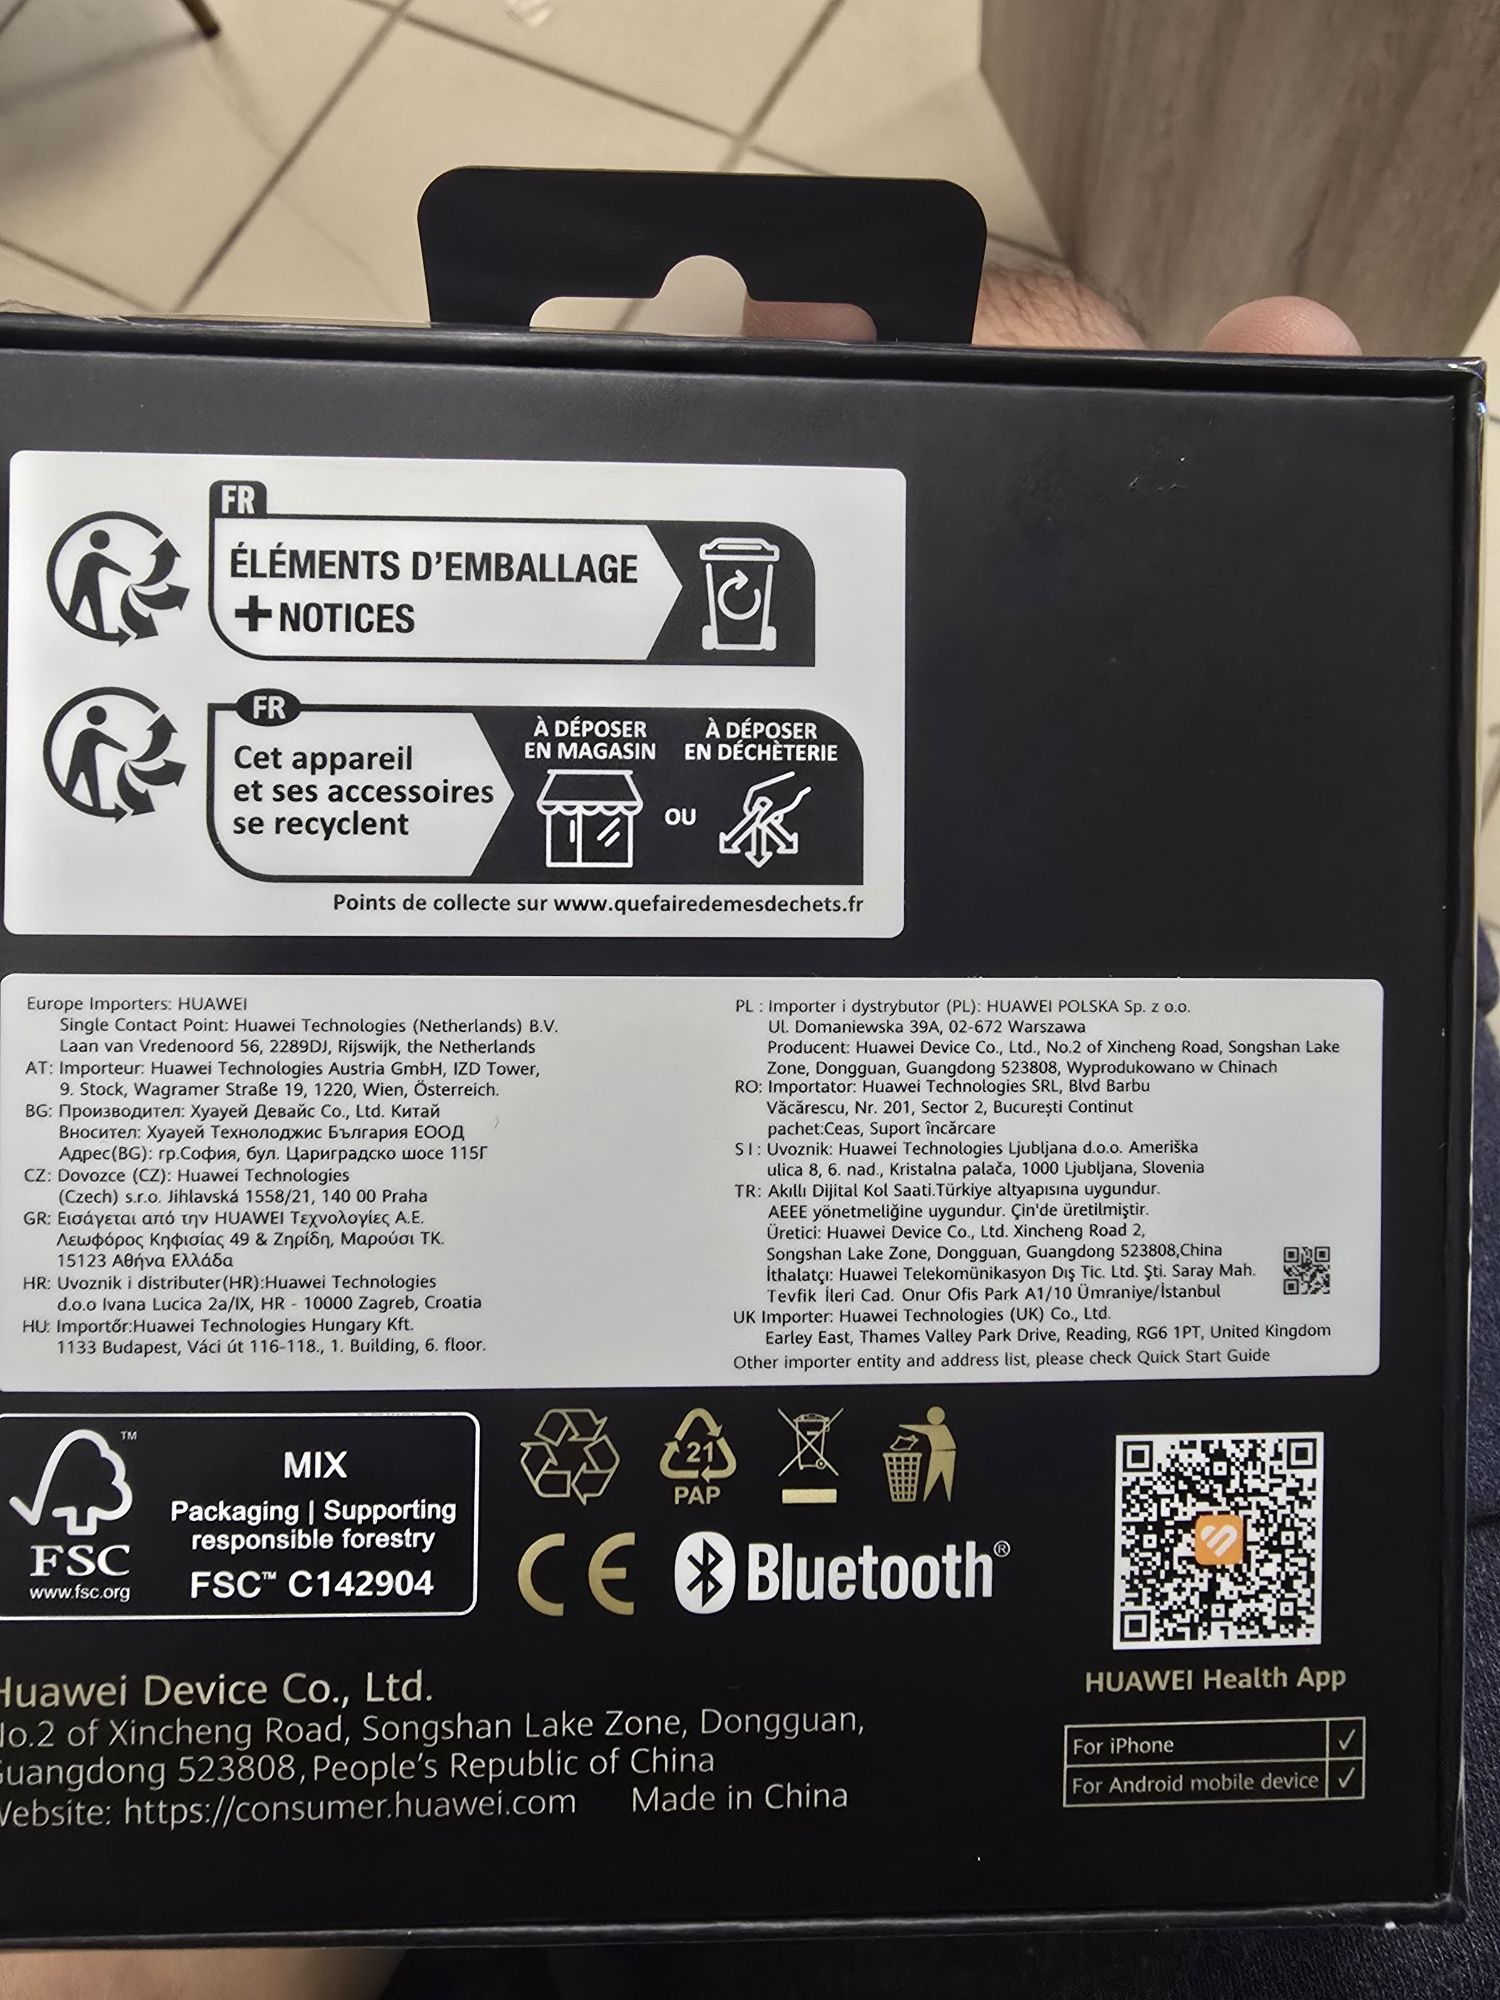 FR
ÉLÉMENTS D'EMBALLAGE
+ NOTICES
FR
Cet appareil
et ses accessoires
se recyclent
À DÉPOSER
EN MAGASIN
OU
À DÉPOSER
EN DÉCHÈTERIE
Points de collecte sur www.quefairedemesdechets.fr
Europe Importers: HUAWEI
Single Contact Point: Huawei Technologies (Netherlands) B.V.
Laan van Vredenoord 56, 2289DJ, Rijswijk, the Netherlands
AT: Importeur: Huawei Technologies Austria GmbH, IZD Tower,
9. Stock, Wagramer Straße 19, 1220, Wien, Österreich.
BG: Производител: Хуауей Девайс Co., Ltd. Китай
Вносител: Хуауей Технолоджис България ЕООД
Адрес(BG): гр.София, бул. Цариградско шосе 115Г
CZ: Dovozce (CZ): Huawei Technologies
(Czech) s.r.o. Jihlavská 1558/21, 140 00 Praha
GR: Εισάγεται από την HUAWEI Τεχνολογίες Α.Ε.
Λεωφόρος Κηφισίας 49 & Ζηρίδη, Μαρούσι ΤΚ.
15123 Αθήνα Ελλάδα
HR: Uvoznik i distributer(HR):Huawei Technologies
d.o.o Ivana Lucica 2a/IX, HR - 10000 Zagreb, Croatia
HU: Importőr:Huawei Technologies Hungary Kft.
1133 Budapest, Váci út 116-118., 1. Building, 6. floor.
PL : Importer i dystrybutor (PL): HUAWEI POLSKA Sp. z o.o.
Ul. Domaniewska 39A, 02-672 Warszawa
Producent: Huawei Device Co., Ltd., No.2 of Xincheng Road, Songshan Lake
Zone, Dongguan, Guangdong 523808, Wyprodukowano w Chinach
RO: Importator: Huawei Technologies SRL, Blvd Barbu
Văcărescu, Nr. 201, Sector 2, București Continut
pachet:Ceas, Suport încărcare
SI: Uvoznik: Huawei Technologies Ljubljana d.o.o. Ameriška
ulica 8, 6. nad., Kristalna palača, 1000 Ljubljana, Slovenia
TR: Akıllı Dijital Kol Saati.Türkiye altyapısına uygundur.
AEEE yönetmeliğine uygundur. Çin'de üretilmiştir.
Üretici: Huawei Device Co., Ltd. Xincheng Road 2,
Songshan Lake Zone, Dongguan, Guangdong 523808,China
İthalatçı: Huawei Telekomünikasyon Dış Tic. Ltd. Şti. Saray Mah.
Tevfik İleri Cad. Onur Ofis Park A1/10 Ümraniye/İstanbul
UK Importer: Huawei Technologies (UK) Co., Ltd.
Earley East, Thames Valley Park Drive, Reading, RG6 1PT, United Kingdom
Other importer entity and address list, please check Quick Start Guide
TM
FSC
www.fsc.org
MIX
Packaging | Supporting
responsible forestry
FSC™ C142904
21
PAP
CE
Bluetooth®
HUAWEI Health App
For iPhone ✓
For Android mobile device ✓
Huawei Device Co., Ltd.
No.2 of Xincheng Road, Songshan Lake Zone, Dongguan,
Guangdong 523808, People's Republic of China
Website: https://consumer.huawei.com Made in China